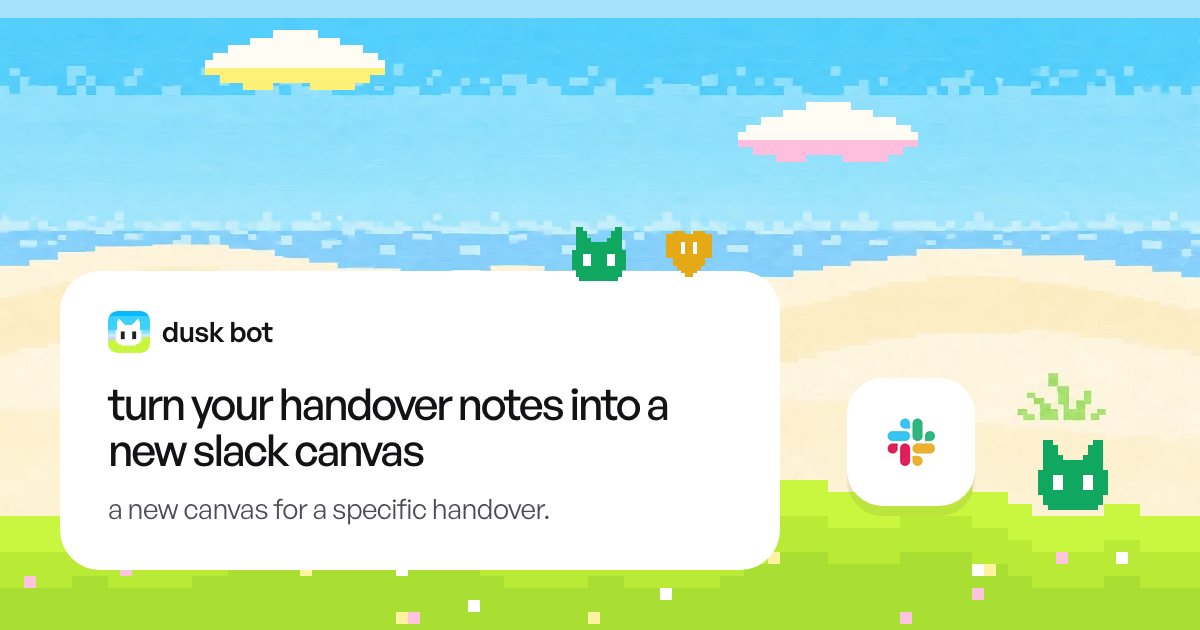 dusk bot
turn your handover notes into a
new slack canvas
a new canvas for a specific handover.